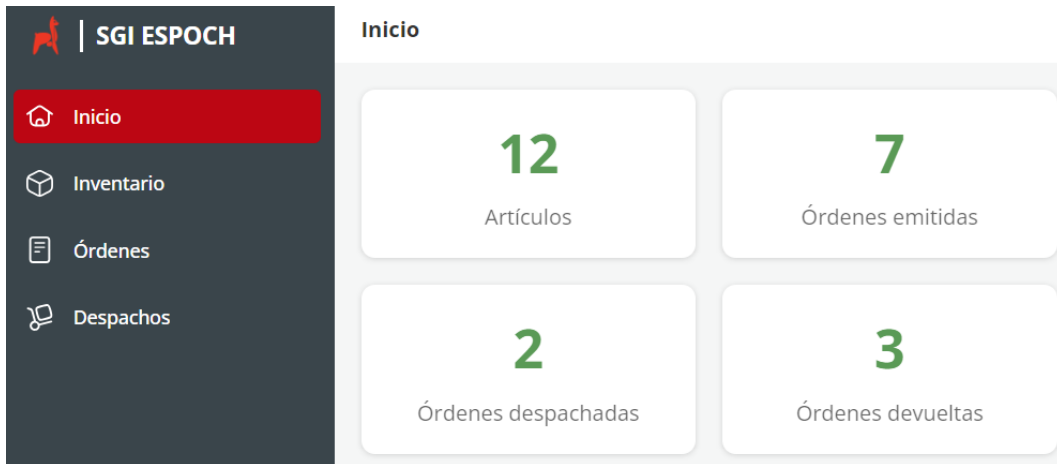 SGI ESPOCH
Inicio
Inventario
Órdenes
Despachos
Inicio
12
Artículos
7
Órdenes emitidas
2
Órdenes despachadas
3
Órdenes devueltas